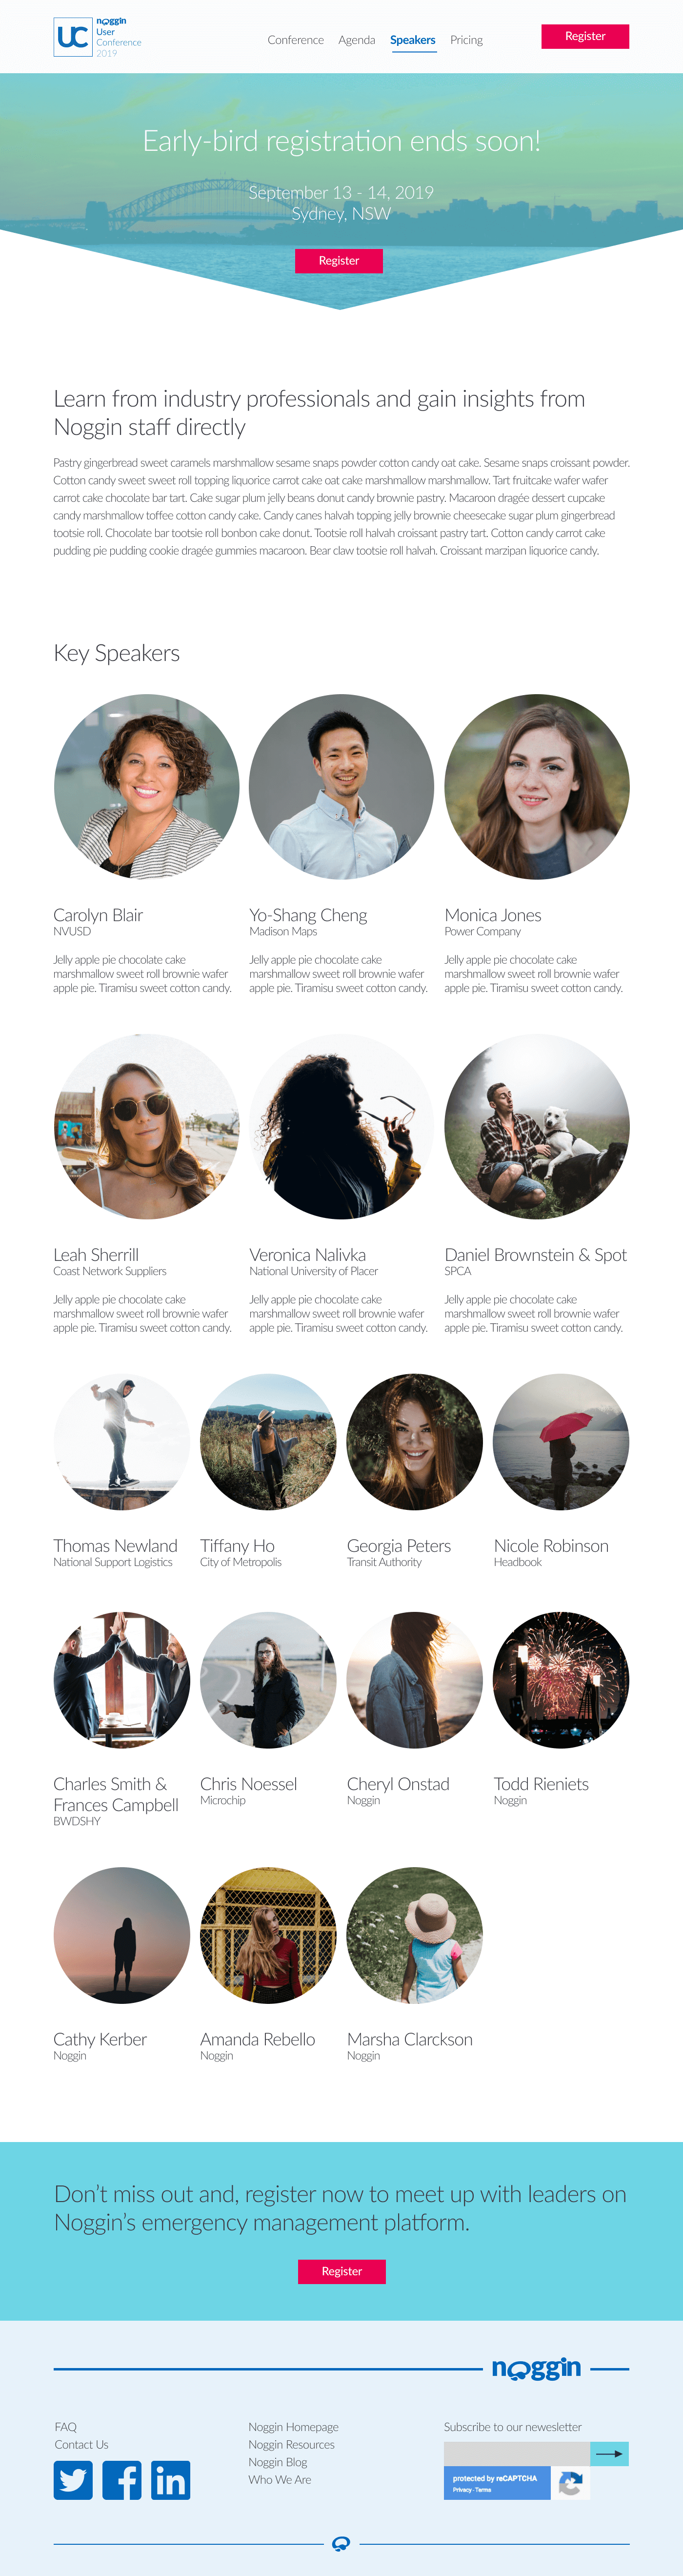 UC
noggin
User
Conference
2019
Conference Agenda Speakers Pricing
Register
Early-bird registration ends soon!
September 13 - 14, 2019
Sydney, NSW
Register
Learn from industry professionals and gain insights from
Noggin staff directly
Pastry gingerbread sweet caramels marshmallow sesame snaps powder cotton candy oat cake. Sesame snaps croissant powder.
Cotton candy sweet sweet roll topping liquorice carrot cake oat cake marshmallow marshmallow. Tart fruitcake wafer wafer
carrot cake chocolate bar tart. Cake sugar plum jelly beans donut candy brownie pastry. Macaroon dragée dessert cupcake
candy marshmallow toffee cotton candy cake. Candy canes halvah topping jelly brownie cheesecake sugar plum gingerbread
tootsie roll. Chocolate bar tootsie roll bonbon cake donut. Tootsie roll halvah croissant pastry tart. Cotton candy carrot cake
pudding pie pudding cookie dragée gummies macaroon. Bear claw tootsie roll halvah. Croissant marzipan liquorice candy.
Key Speakers
Carolyn Blair
NVUSD
Jelly apple pie chocolate cake
marshmallow sweet roll brownie wafer
apple pie. Tiramisu sweet cotton candy.
Yo-Shang Cheng
Madison Maps
Jelly apple pie chocolate cake
marshmallow sweet roll brownie wafer
apple pie. Tiramisu sweet cotton candy.
Monica Jones
Power Company
Jelly apple pie chocolate cake
marshmallow sweet roll brownie wafer
apple pie. Tiramisu sweet cotton candy.
Leah Sherrill
Coast Network Suppliers
Jelly apple pie chocolate cake
marshmallow sweet roll brownie wafer
apple pie. Tiramisu sweet cotton candy.
Veronica Nalivka
National University of Placer
Jelly apple pie chocolate cake
marshmallow sweet roll brownie wafer
apple pie. Tiramisu sweet cotton candy.
Daniel Brownstein & Spot
SPCA
Jelly apple pie chocolate cake
marshmallow sweet roll brownie wafer
apple pie. Tiramisu sweet cotton candy.
Thomas Newland
National Support Logistics
Tiffany Ho
City of Metropolis
Georgia Peters
Transit Authority
Nicole Robinson
Headbook
Charles Smith &
Frances Campbell
BWDSHY
Chris Noessel
Microchip
Cheryl Onstad
Noggin
Todd Rieniets
Noggin
Cathy Kerber
Noggin
Amanda Rebello
Noggin
Marsha Clarckson
Noggin
Don't miss out and, register now to meet up with leaders on
Noggin's emergency management platform.
Register
noggin
FAQ
Contact Us
Noggin Homepage
Noggin Resources
Noggin Blog
Who We Are
Subscribe to our newesletter
protected by reCAPTCHA
Privacy - Terms